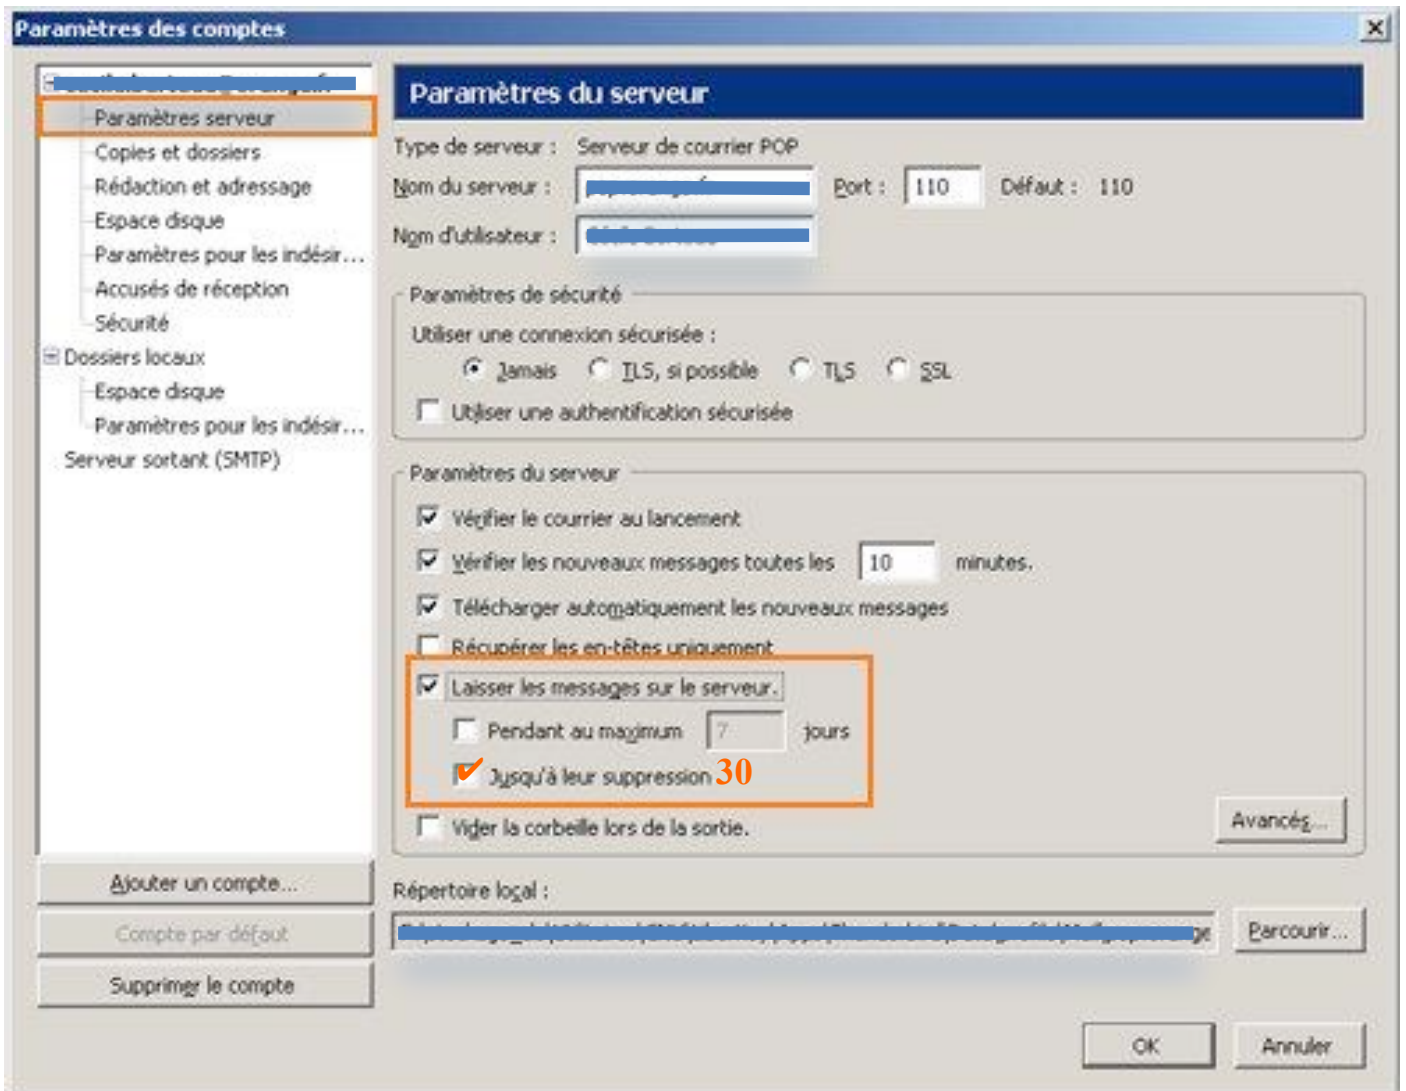 Paramètres des comptes
Paramètres serveur
Copies et dossiers
Rédaction et adressage
Espace disque
Paramètres pour les indésir...
Accusés de réception
Sécurité
Dossiers locaux
Espace disque
Paramètres pour les indésir...
Serveur sortant (SMTP)
Ajouter un compte...
Compte par défaut
Supprimer le compte
Paramètres du serveur
Type de serveur : Serveur de courrier POP
Nom du serveur : Port : 110 Défaut : 110
Nom d'utilisateur :
Paramètres de sécurité
Utiliser une connexion sécurisée :
Jamais TLS, si possible TLS SSL
Utiliser une authentification sécurisée
Paramètres du serveur
Vérifier le courrier au lancement
Vérifier les nouveaux messages toutes les 10 minutes.
Télécharger automatiquement les nouveaux messages
Récupérer les en-têtes uniquement
Laisser les messages sur le serveur.
Pendant au maximum 7 jours
Jusqu'à leur suppression 30
Vider la corbeille lors de la sortie.
Avancés...
Répertoire local :
Parcourir...
OK Annuler